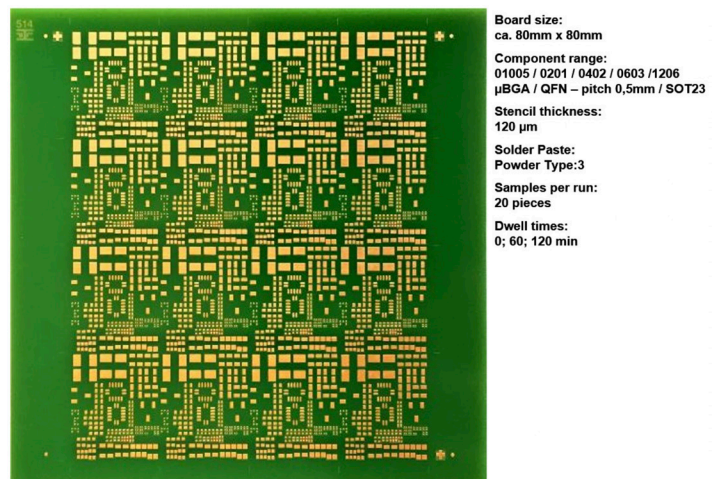 514
Board size:
ca. 80mm x 80mm
Component range:
01005 / 0201 / 0402 / 0603 /1206
µBGA / QFN – pitch 0,5mm / SOT23
Stencil thickness:
120 µm
Solder Paste:
Powder Type:3
Samples per run:
20 pieces
Dwell times:
0; 60; 120 min